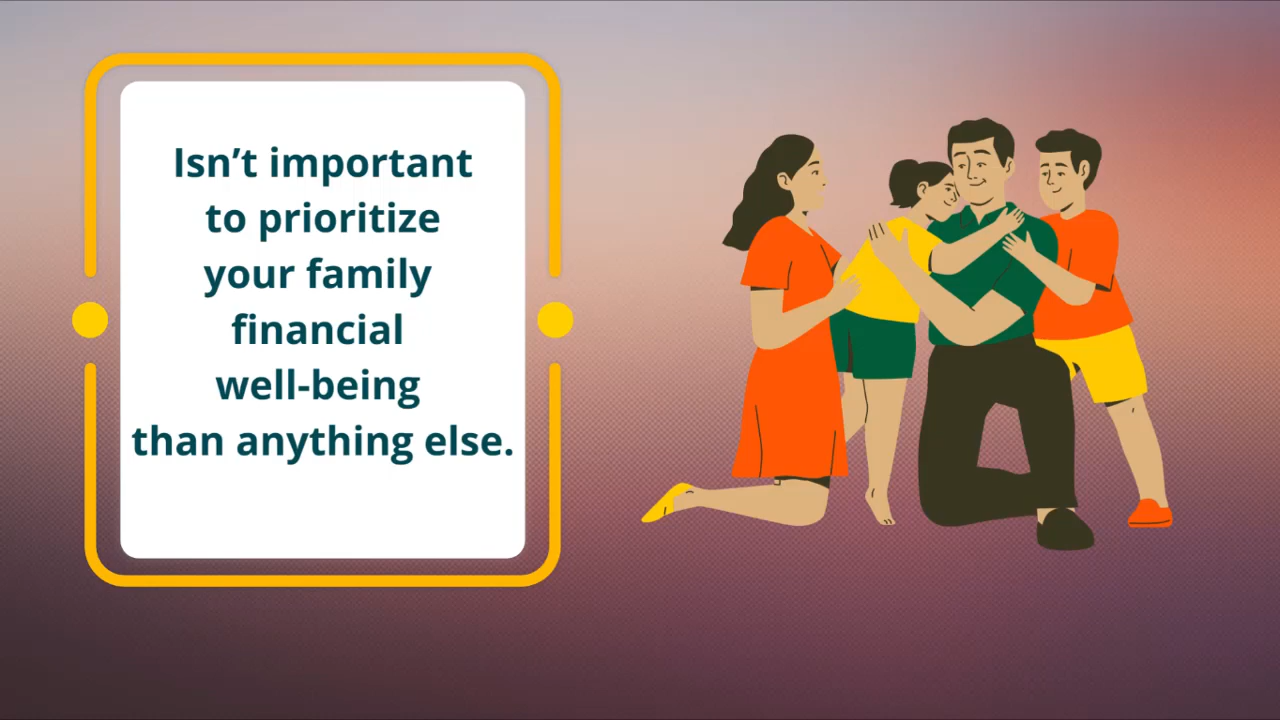 Isn’t important
to prioritize
your family
financial
well-being
than anything else.